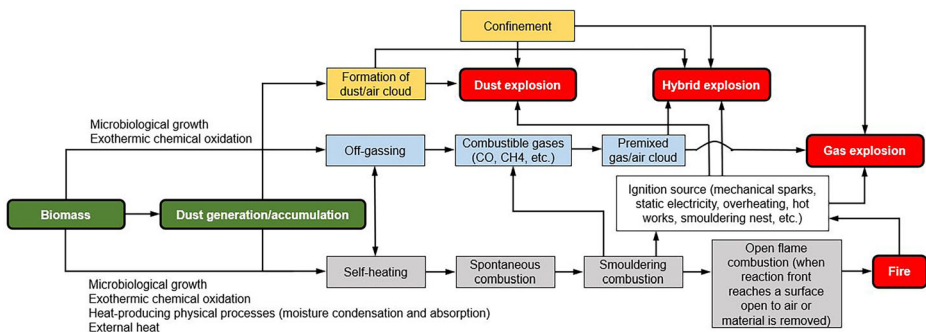 Confinement
Formation of
dust/air cloud
Dust explosion
Hybrid explosion
Microbiological growth
Exothermic chemical oxidation
Off-gassing
Combustible gases
(CO, CH4, etc.)
Premixed
gas/air cloud
Gas explosion
Ignition source (mechanical sparks,
static electricity, overheating, hot
works, smouldering nest, etc.)
Biomass
Dust generation/accumulation
Self-heating
Spontaneous
combustion
Smouldering
combustion
Open flame
combustion (when
reaction front
reaches a surface
open to air or
material is removed)
Fire
Microbiological growth
Exothermic chemical oxidation
Heat-producing physical processes (moisture condensation and absorption)
External heat